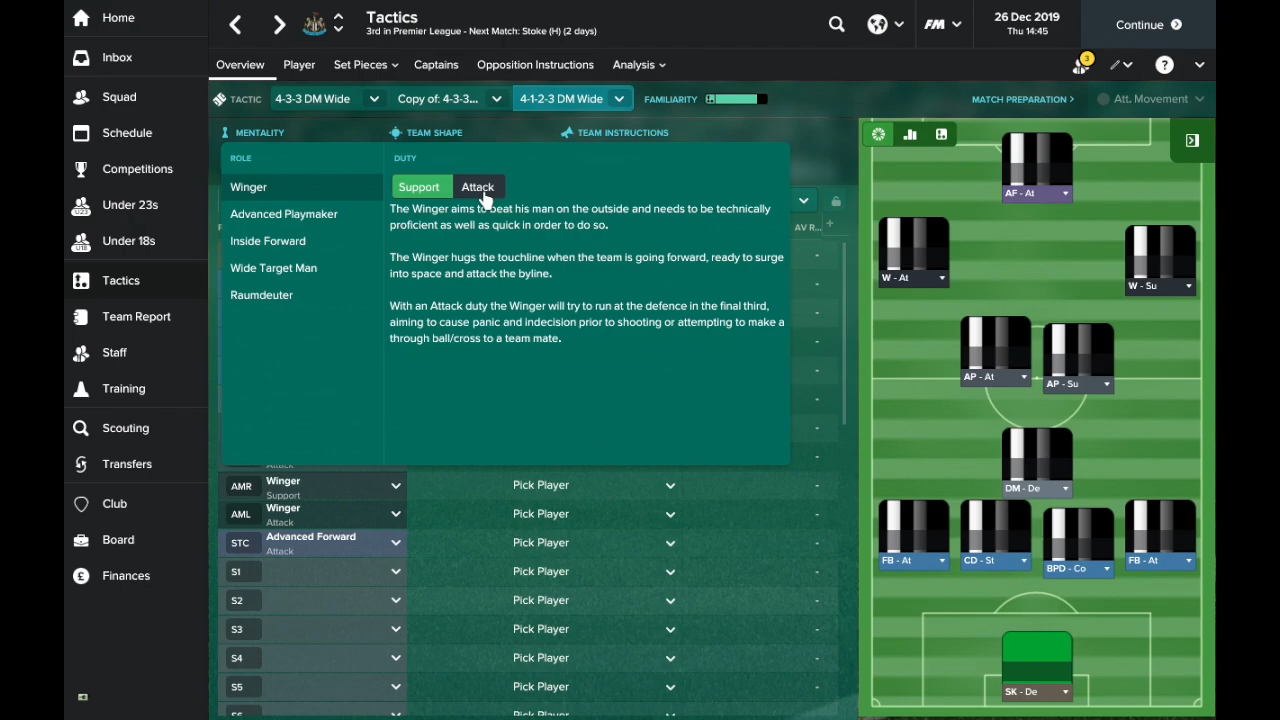 Home
Inbox
Squad
Schedule
Competitions
U23
Under 23s
U18
Under 18s
Tactics
Team Report
Staff
Training
Scouting
Transfers
Club
Board
Finances
Tactics
3rd in Premier League - Next Match: Stoke (H) (2 days)
FM
26 Dec 2019
Thu 14:45
Continue
Overview
Player
Set Pieces
Captains
Opposition Instructions
Analysis
3
?
TACTIC
4-3-3 DM Wide
Copy of: 4-3-3...
4-1-2-3 DM Wide
FAMILIARITY
MATCH PREPARATION >
Att. Movement
MENTALITY
TEAM SHAPE
TEAM INSTRUCTIONS
ROLE
Winger
Advanced Playmaker
Inside Forward
Wide Target Man
Raumdeuter
DUTY
Support
Attack
The Winger aims to beat his man on the outside and needs to be technically
proficient as well as quick in order to do so.
The Winger hugs the touchline when the team is going forward, ready to surge
into space and attack the byline.
With an Attack duty the Winger will try to run at the defence in the final third,
aiming to cause panic and indecision prior to shooting or attempting to make a
through ball/cross to a team mate.
AV R...
-
-
-
-
-
-
-
Attack
AMR Winger Support Pick Player -
AML Winger Attack Pick Player -
STC Advanced Forward Attack Pick Player -
S1 Pick Player -
S2 Pick Player -
S3 Pick Player -
S4 Pick Player -
S5 Pick Player -
AF - At
W - At
W - Su
AP - At
AP - Su
DM - De
FB - At
CD - St
BPD - Co
FB - At
SK - De